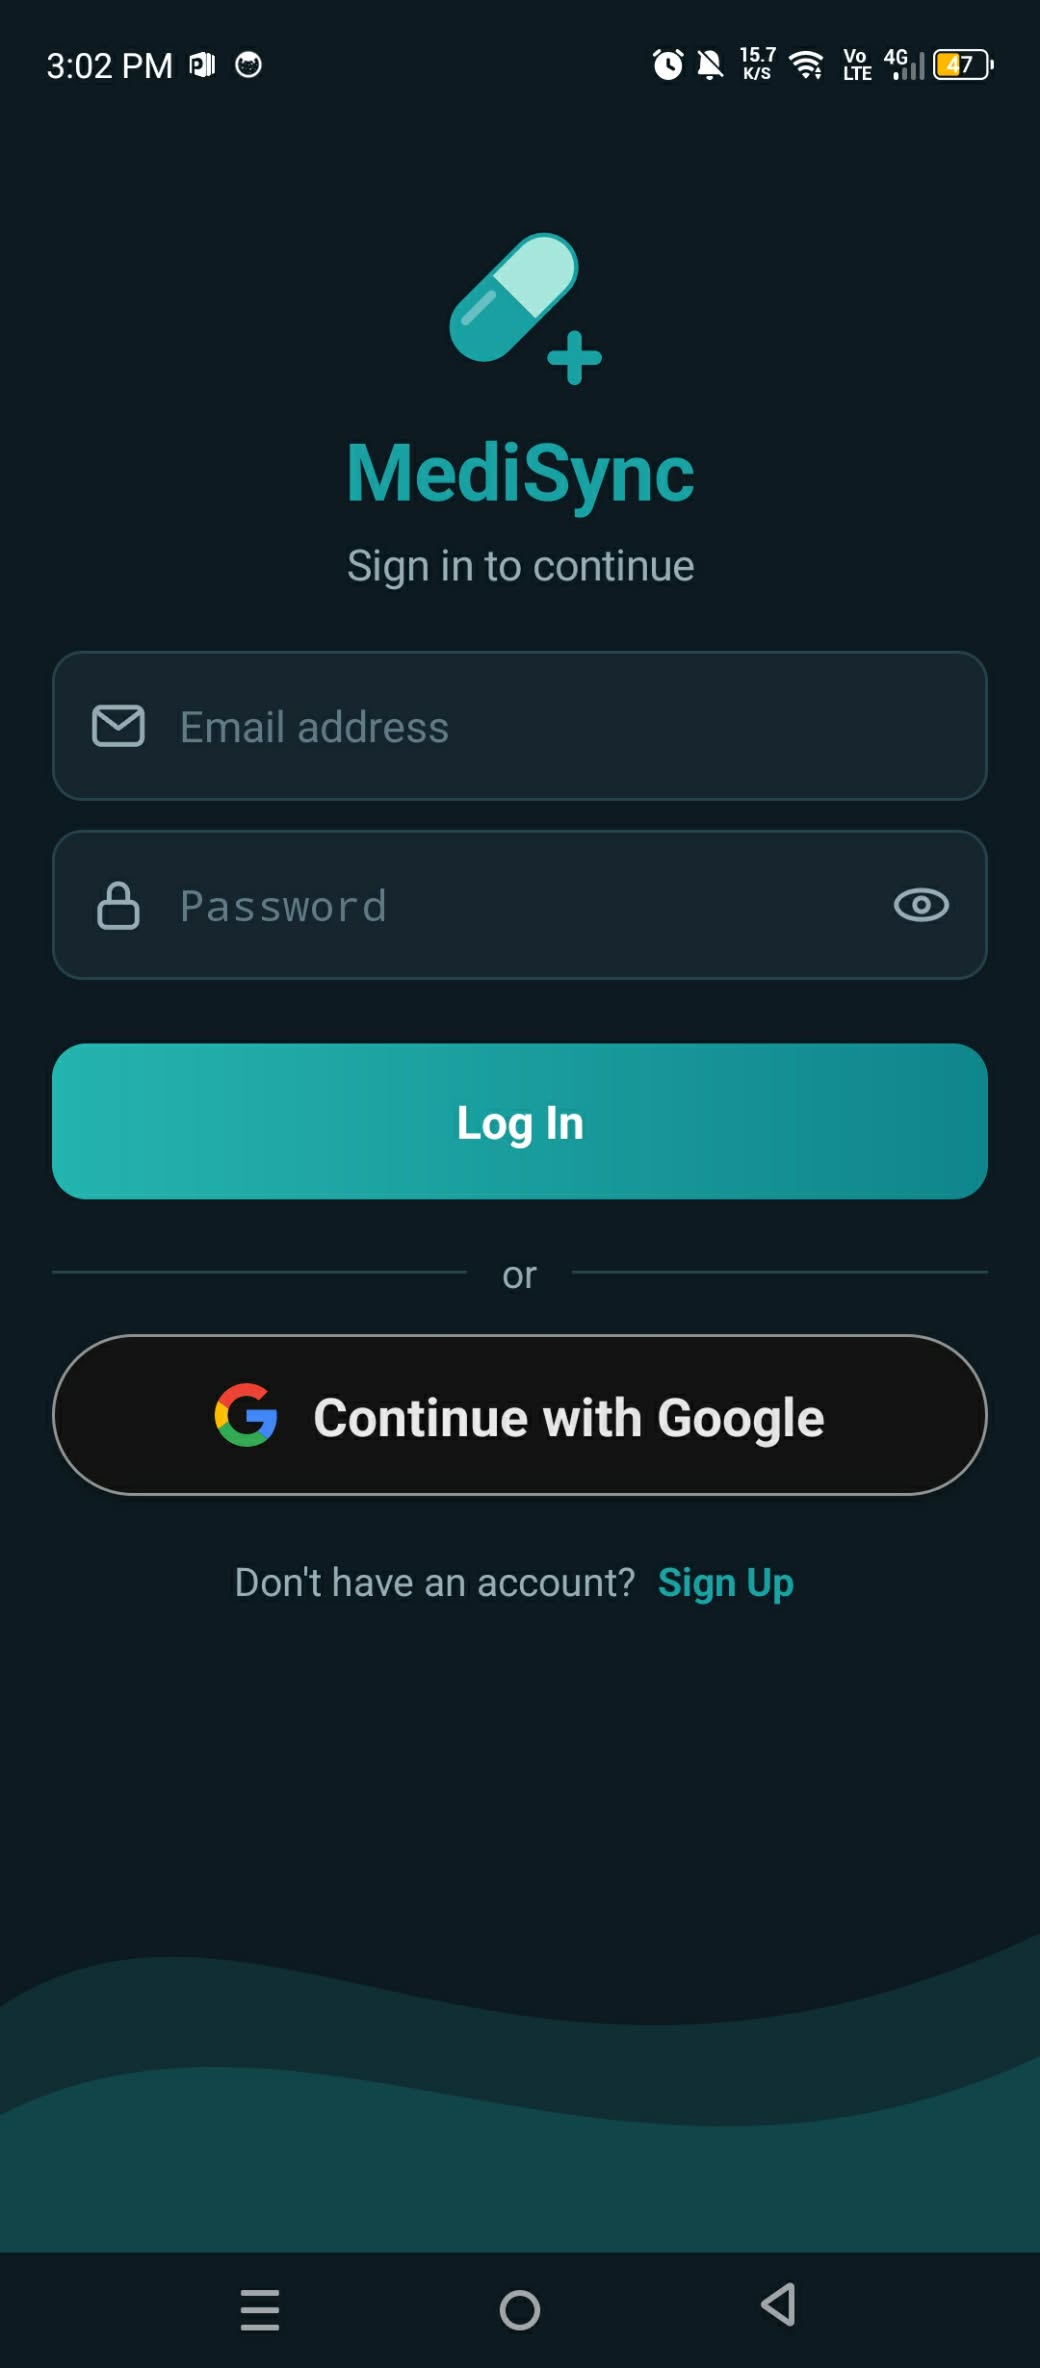 3:02 PM 15.7 K/S Vo LTE 4G 47
MediSync
Sign in to continue
Email address
Password
Log In
or
Continue with Google
Don't have an account? Sign Up